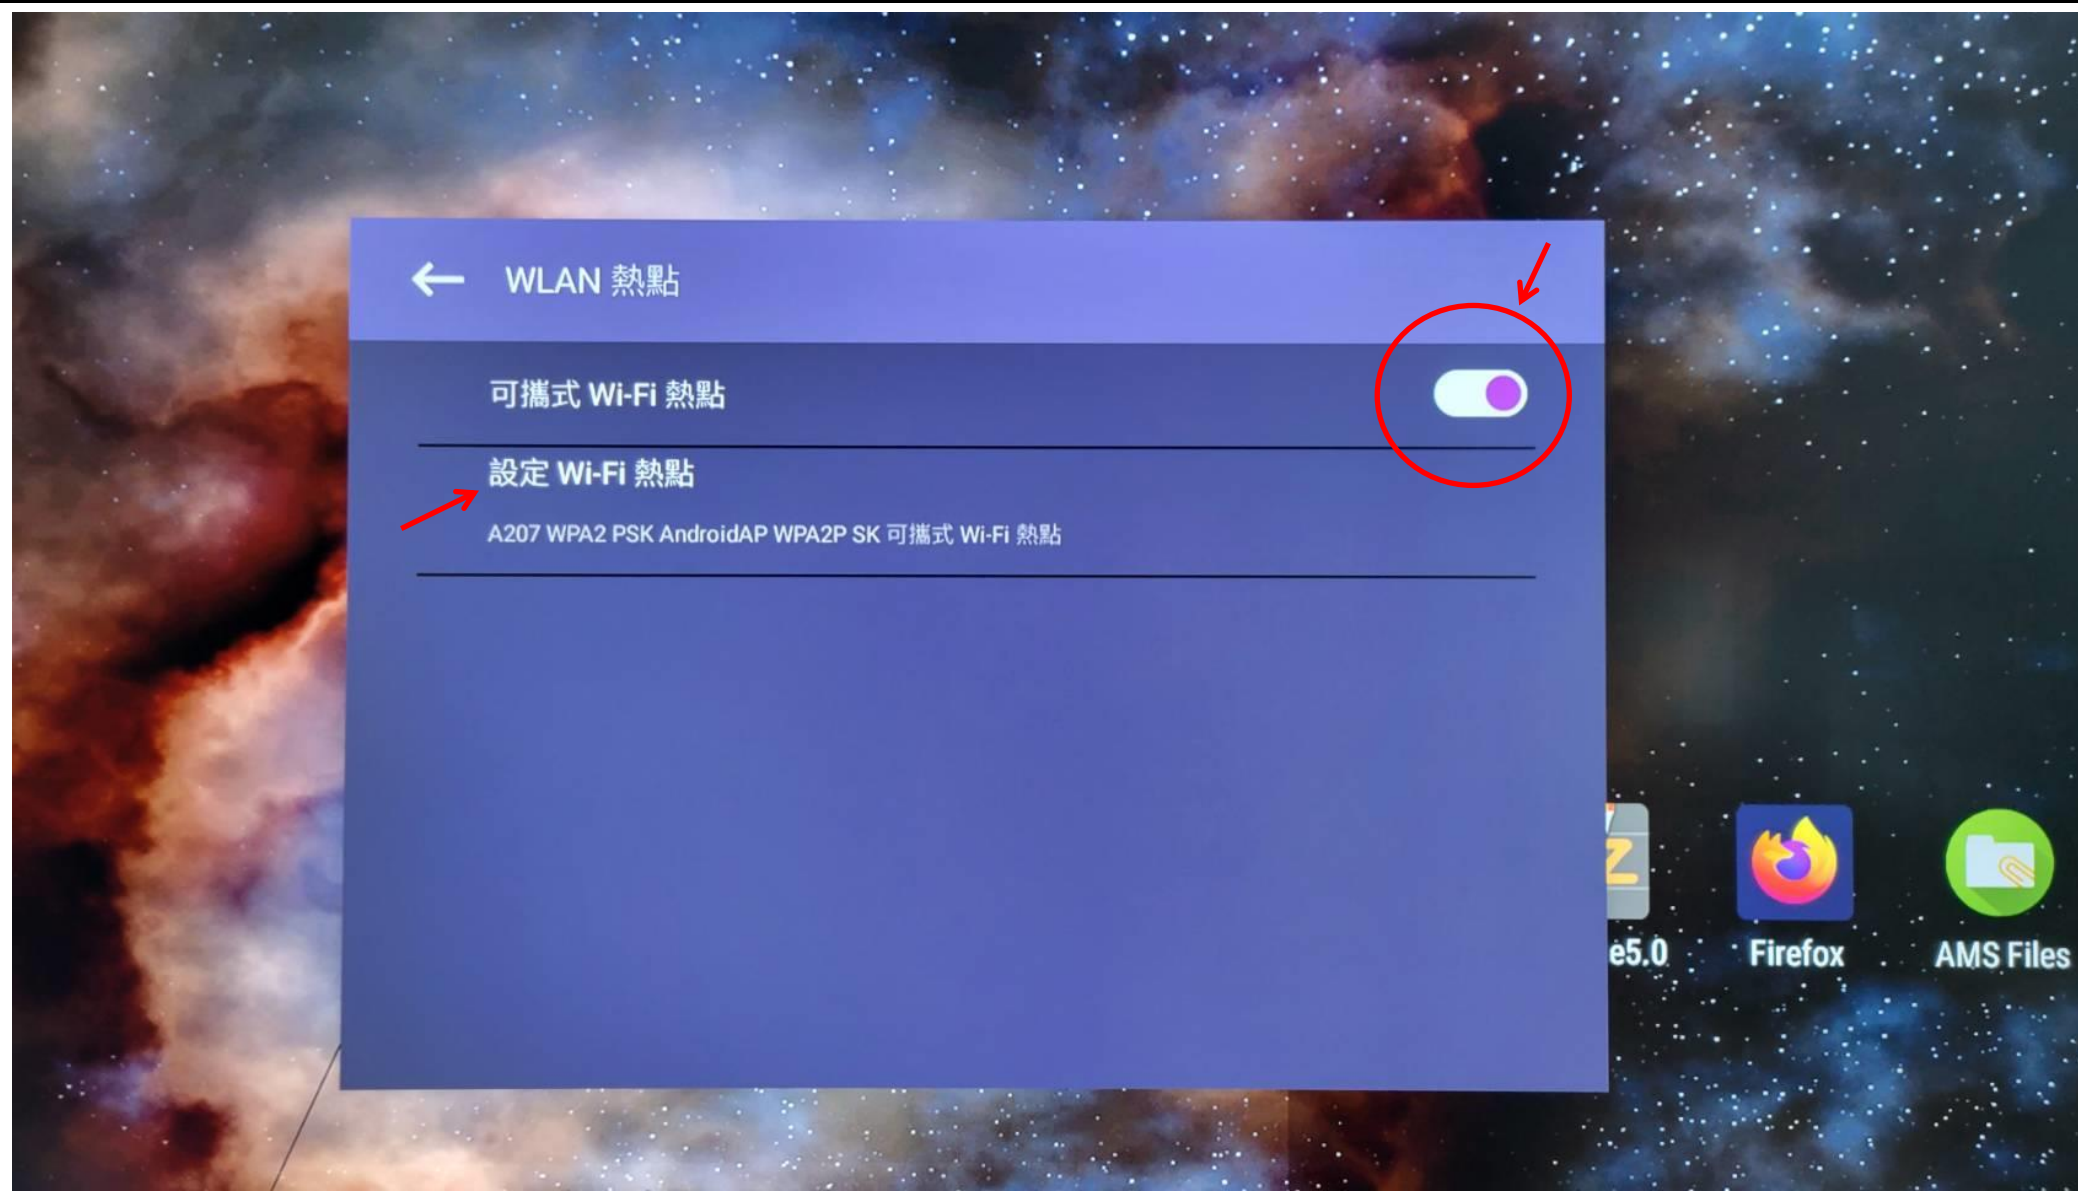 WLAN 熱點
可攜式 Wi-Fi 熱點
設定 Wi-Fi 熱點
A207 WPA2 PSK AndroidAP WPA2P SK 可攜式 Wi-Fi 熱點
Z
e5.0
Firefox
AMS Files